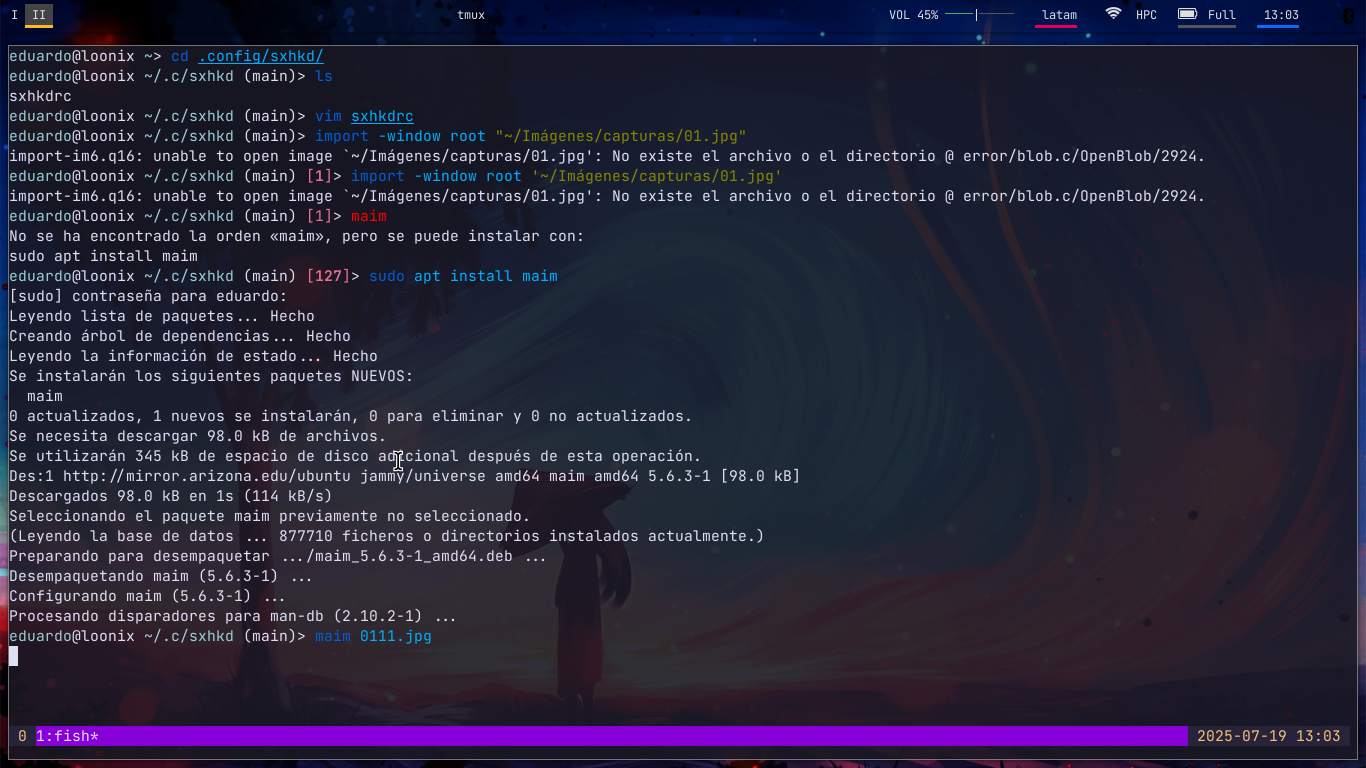 I II tmux VOL 45% latam HPC Full 13:03
eduardo@loonix ~> cd .config/sxhkd/
eduardo@loonix ~/.c/sxhkd (main)> ls
sxhkdrc
eduardo@loonix ~/.c/sxhkd (main)> vim sxhkdrc
eduardo@loonix ~/.c/sxhkd (main)> import -window root "~/Imágenes/capturas/01.jpg"
import-im6.q16: unable to open image `~/Imágenes/capturas/01.jpg': No existe el archivo o el directorio @ error/blob.c/OpenBlob/2924.
eduardo@loonix ~/.c/sxhkd (main) [1]> import -window root '~/Imágenes/capturas/01.jpg'
import-im6.q16: unable to open image `~/Imágenes/capturas/01.jpg': No existe el archivo o el directorio @ error/blob.c/OpenBlob/2924.
eduardo@loonix ~/.c/sxhkd (main) [1]> maim
No se ha encontrado la orden «maim», pero se puede instalar con:
sudo apt install maim
eduardo@loonix ~/.c/sxhkd (main) [127]> sudo apt install maim
[sudo] contraseña para eduardo:
Leyendo lista de paquetes... Hecho
Creando árbol de dependencias... Hecho
Leyendo la información de estado... Hecho
Se instalarán los siguientes paquetes NUEVOS:
  maim
0 actualizados, 1 nuevos se instalarán, 0 para eliminar y 0 no actualizados.
Se necesita descargar 98.0 kB de archivos.
Se utilizarán 345 kB de espacio de disco adicional después de esta operación.
Des:1 http://mirror.arizona.edu/ubuntu jammy/universe amd64 maim amd64 5.6.3-1 [98.0 kB]
Descargados 98.0 kB en 1s (114 kB/s)
Seleccionando el paquete maim previamente no seleccionado.
(Leyendo la base de datos ... 877710 ficheros o directorios instalados actualmente.)
Preparando para desempaquetar .../maim_5.6.3-1_amd64.deb ...
Desempaquetando maim (5.6.3-1) ...
Configurando maim (5.6.3-1) ...
Procesando disparadores para man-db (2.10.2-1) ...
eduardo@loonix ~/.c/sxhkd (main)> maim 0111.jpg
0 1:fish* 2025-07-19 13:03